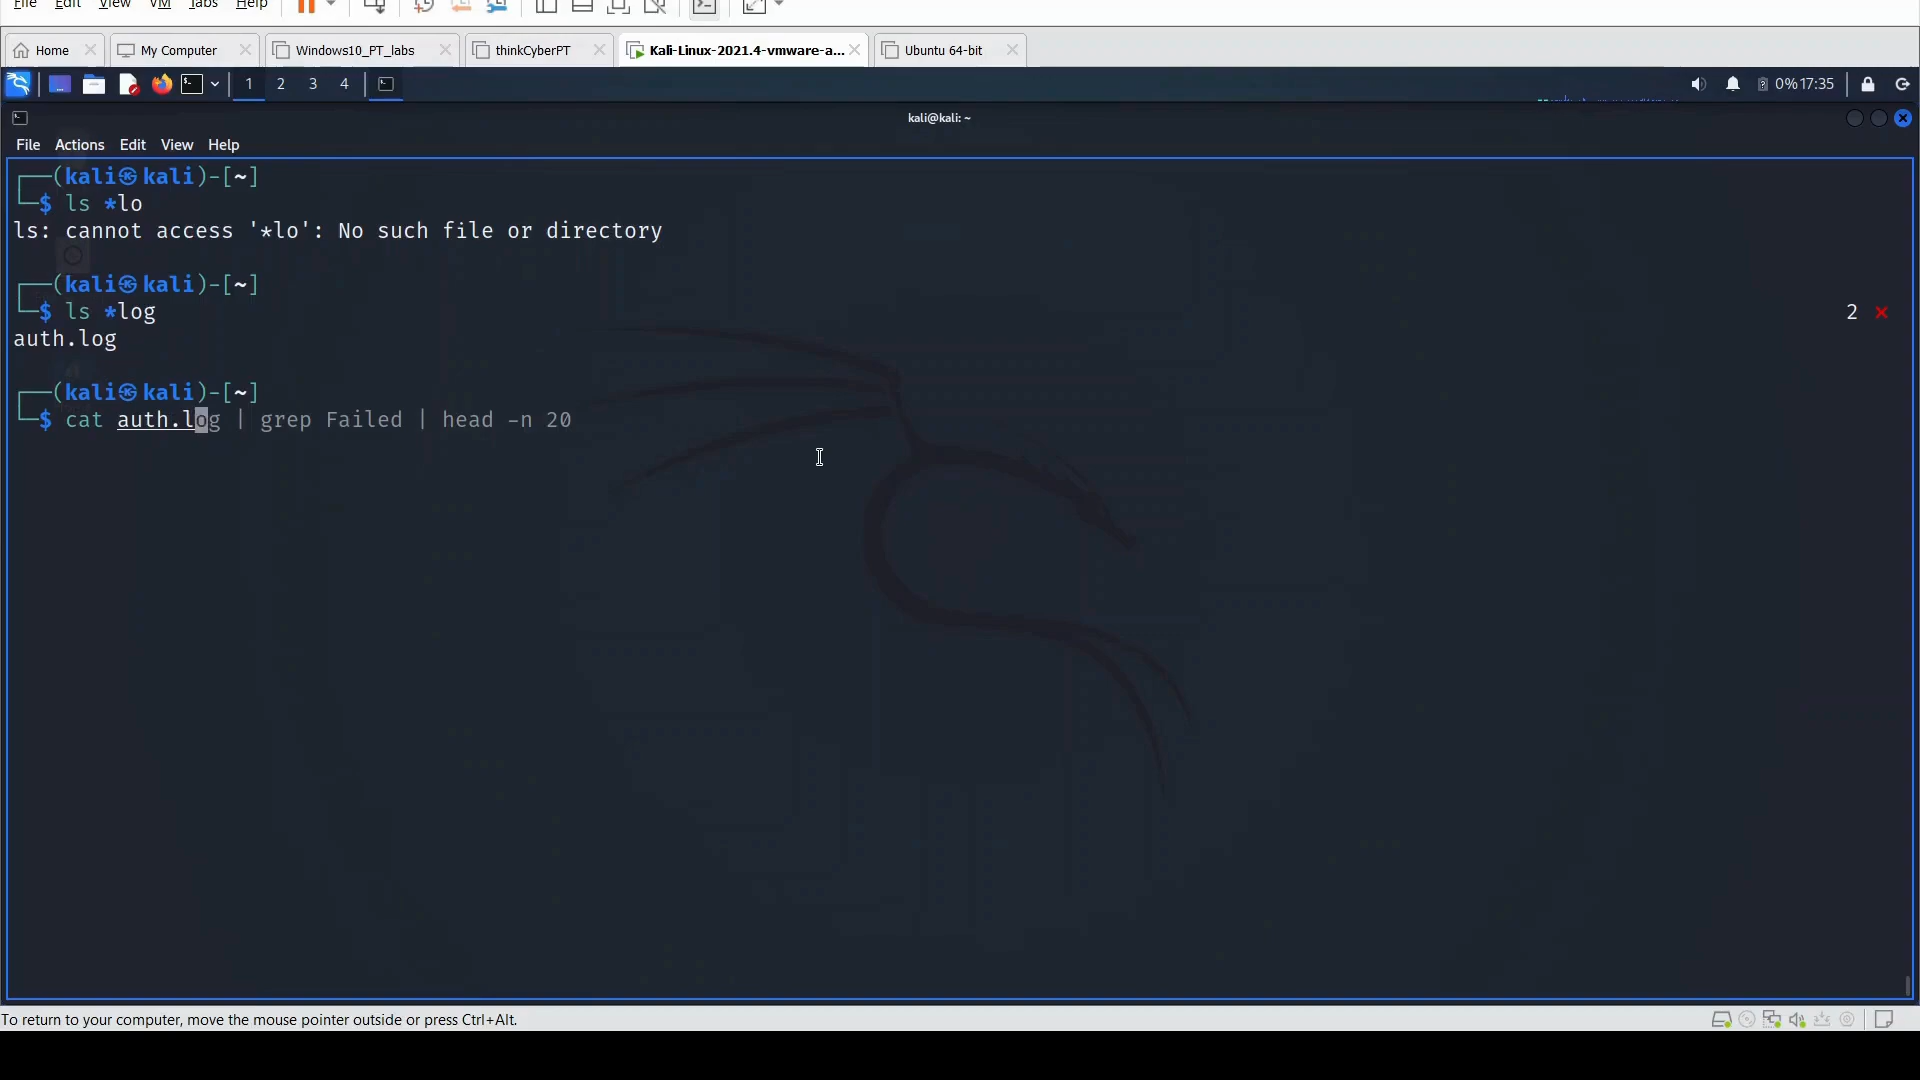 File Edit View VM Tabs Help
Home My Computer Windows10_PT_labs thinkCyberPT Kali-Linux-2021.4-vmware-a... Ubuntu 64-bit
1 2 3 4 0% 17:35
kali@kali: ~
File Actions Edit View Help
┌──(kali㉿kali)-[~]
└─$ ls *lo
ls: cannot access '*lo': No such file or directory
┌──(kali㉿kali)-[~]
└─$ ls *log 2 ×
auth.log
┌──(kali㉿kali)-[~]
└─$ cat auth.log | grep Failed | head -n 20
To return to your computer, move the mouse pointer outside or press Ctrl+Alt.